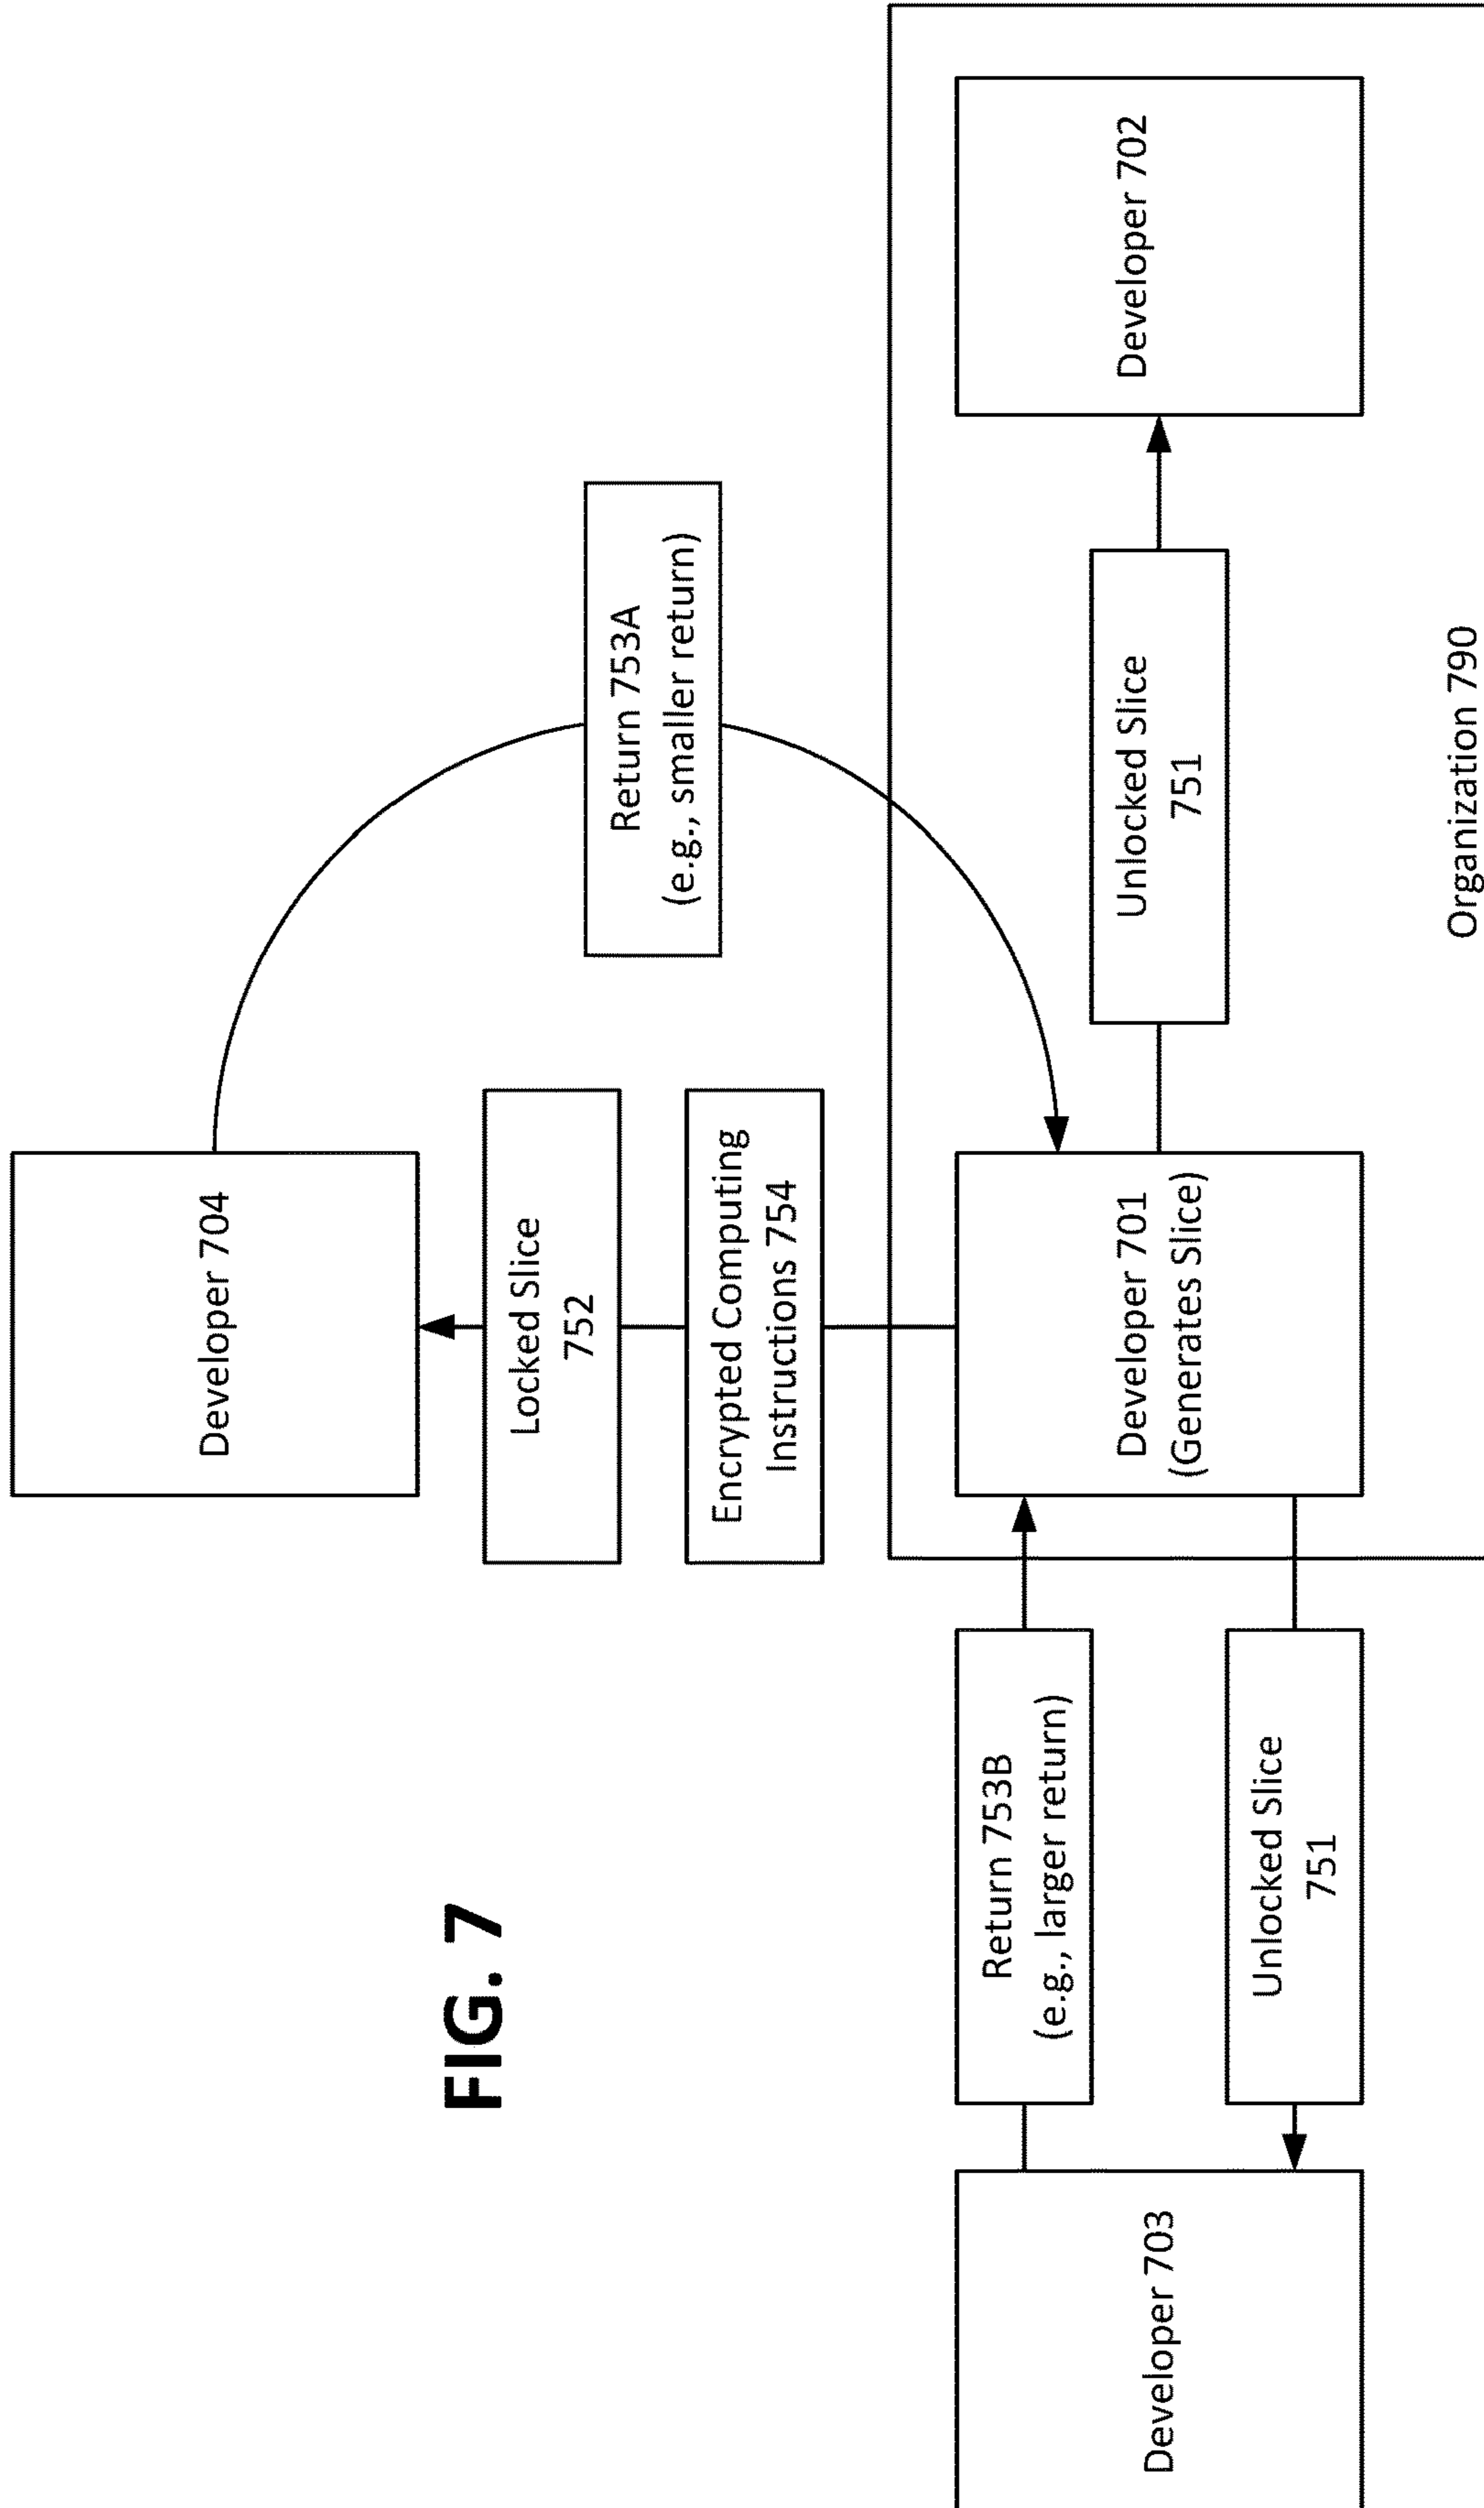 FIG. 7
Developer 704
Locked Slice
752
Encrypted Computing
Instructions 754
Return 753A
(e.g., smaller return)
Developer 703
Return 753B
(e.g., larger return)
Unlocked Slice
751
Developer 701
(Generates Slice)
Unlocked Slice
751
Developer 702
Organization 790